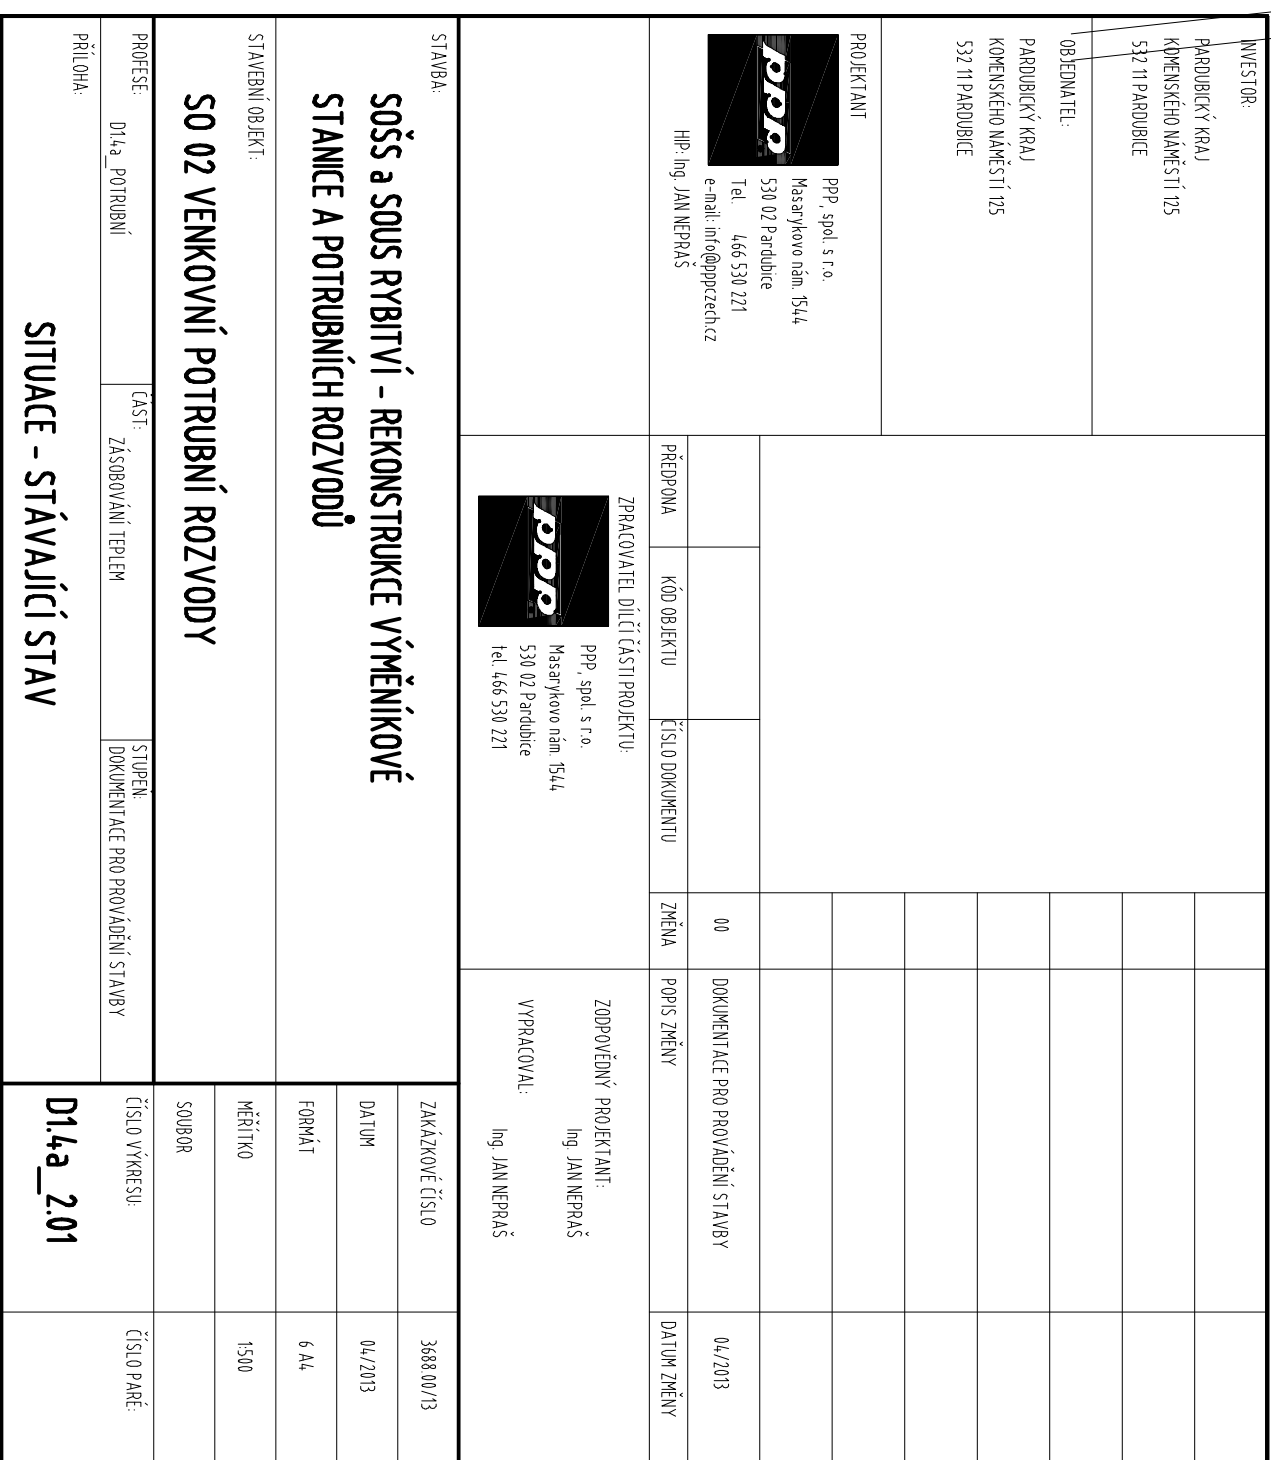 INVESTOR:
PARDUBICKÝ KRAJ
KOMENSKÉHO NÁMĚSTÍ 125
532 11 PARDUBICE
OBJEDNATEL:
PARDUBICKÝ KRAJ
KOMENSKÉHO NÁMĚSTÍ 125
532 11 PARDUBICE
PROJEKTANT
ppp
PPP, spol. s r.o.
Masarykovo nám. 1544
530 02 Pardubice
Tel. 466 530 221
e-mail: info@pppczech.cz
HIP: Ing. JAN NEPRAŠ
00 DOKUMENTACE PRO PROVÁDĚNÍ STAVBY 04/2013
PŘEDPONA KÓD OBJEKTU ČÍSLO DOKUMENTU ZMĚNA POPIS ZMĚNY DATUM ZMĚNY
ZPRACOVATEL DÍLČÍ ČÁSTI PROJEKTU:
ppp
PPP, spol. s r.o.
Masarykovo nám. 1544
530 02 Pardubice
tel. 466 530 221
ZODPOVĚDNÝ PROJEKTANT:
Ing. JAN NEPRAŠ
VYPRACOVAL:
Ing. JAN NEPRAŠ
STAVBA:
SOŠS a SOUS RYBITVÍ - REKONSTRUKCE VÝMĚNÍKOVÉ
STANICE A POTRUBNÍCH ROZVODŮ
ZAKÁZKOVÉ ČÍSLO 3688 00/13
DATUM 04/2013
FORMÁT 6 A4
STAVEBNÍ OBJEKT:
SO 02 VENKOVNÍ POTRUBNÍ ROZVODY
MĚŘÍTKO 1:500
SOUBOR
PROFESE:
D1.4a_POTRUBNÍ
ČÁST:
ZÁSOBOVÁNÍ TEPLEM
STUPEŇ:
DOKUMENTACE PRO PROVÁDĚNÍ STAVBY
PŘÍLOHA:
SITUACE - STÁVAJÍCÍ STAV
ČÍSLO VÝKRESU:
D1.4a_2.01
ČÍSLO PARÉ: